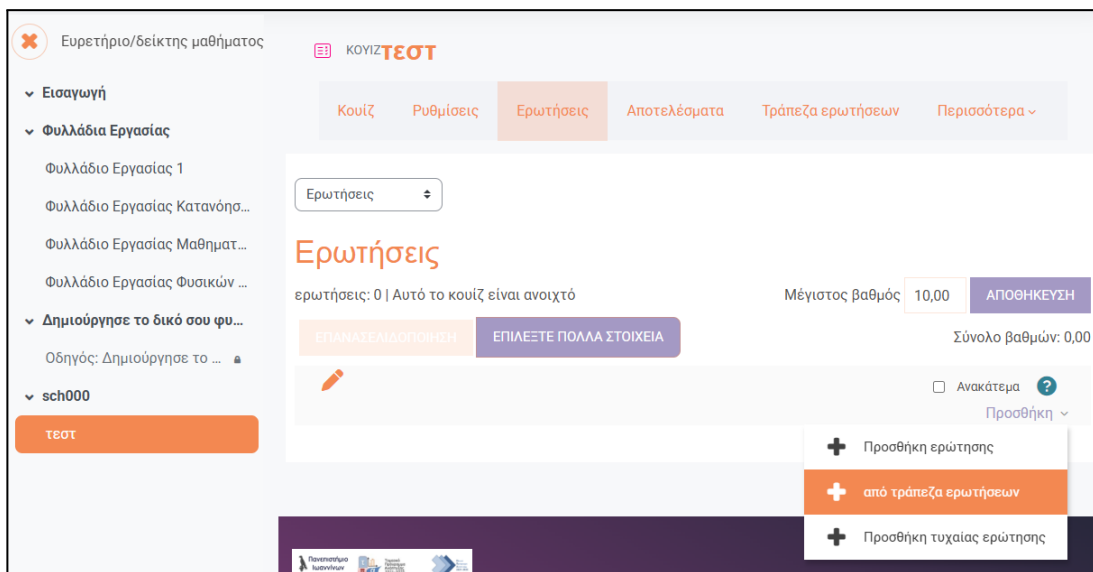 Ευρετήριο/δείκτης μαθήματος
Εισαγωγή
Φυλλάδια Εργασίας
Φυλλάδιο Εργασίας 1
Φυλλάδιο Εργασίας Κατανόησ...
Φυλλάδιο Εργασίας Μαθηματ...
Φυλλάδιο Εργασίας Φυσικών ...
Δημιούργησε το δικό σου φυ...
Οδηγός: Δημιούργησε το ...
sch000
τεστ
ΚΟΥΙΖ τεστ
Κουίζ Ρυθμίσεις Ερωτήσεις Αποτελέσματα Τράπεζα ερωτήσεων Περισσότερα
Ερωτήσεις
Ερωτήσεις
ερωτήσεις: 0 | Αυτό το κουίζ είναι ανοιχτό Μέγιστος βαθμός 10,00 ΑΠΟΘΗΚΕΥΣΗ
ΕΠΑΝΑΣΕΛΙΔΟΠΟΙΗΣΗ ΕΠΙΛΕΞΤΕ ΠΟΛΛΑ ΣΤΟΙΧΕΙΑ Σύνολο βαθμών: 0,00
Ανακάτεμα ?
Προσθήκη
Προσθήκη ερώτησης
από τράπεζα ερωτήσεων
Προσθήκη τυχαίας ερώτησης
Πανεπιστήμιο
Ιωαννίνων